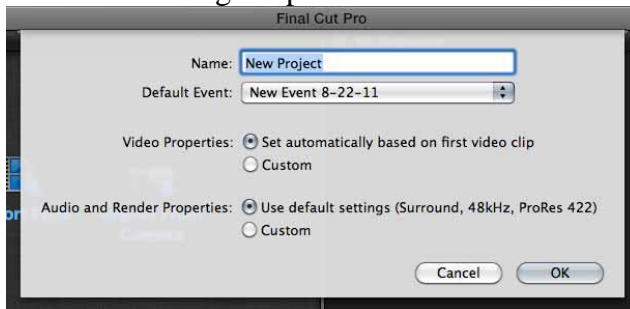 Final Cut Pro
Name: New Project
Default Event: New Event 8-22-11
Video Properties: Set automatically based on first video clip
Custom
Audio and Render Properties: Use default settings (Surround, 48kHz, ProRes 422)
Custom
Cancel OK